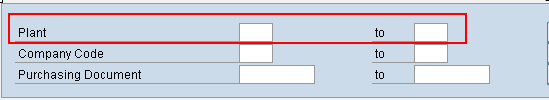 Plant to
Company Code to
Purchasing Document to